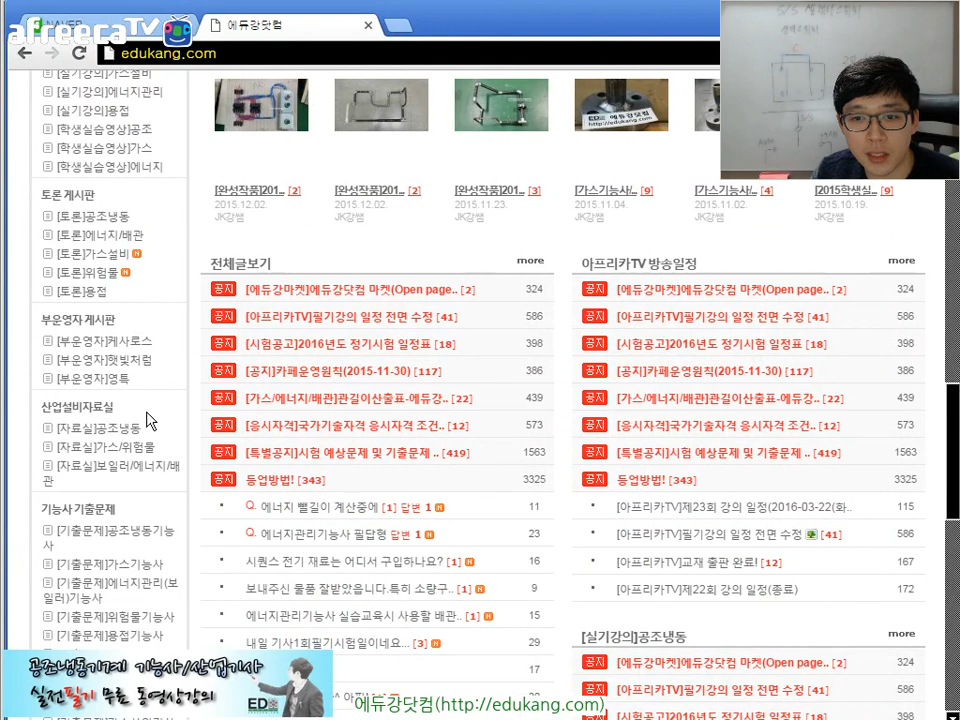 NAVER
afreecaTV
에듀강닷컴
edukang.com
[실기강의]가스설비
[실기강의]에너지관리
[실기강의]용접
[학생실습영상]공조
[학생실습영상]가스
[학생실습영상]에너지
토론 게시판
[토론]공조냉동
[토론]에너지/배관
[토론]가스설비 N
[토론]위험물 N
[토론]용접
부운영자 게시판
[부운영자]케사로스
[부운영자]햇빛처럼
[부운영자]영특
산업설비자료실
[자료실]공조냉동
[자료실]가스/위험물
[자료실]보일러/에너지/배
관
기능사 기출문제
[기출문제]공조냉동기능
사
[기출문제]가스기능사
[기출문제]에너지관리(보
일러)기능사
[기출문제]위험물기능사
[기출문제]용접기능사
에듀강닷컴
http://edukang.com
[완성작품]201... [2]
2015.12.02.
JK강쌤
[완성작품]201... [2]
2015.12.02.
JK강쌤
[완성작품]201... [3]
2015.11.23.
JK강쌤
[가스기능사/... [9]
2015.11.04.
JK강쌤
[가스기능사/... [4]
2015.11.02.
JK강쌤
[2015학생실... [9]
2015.10.19.
JK강쌤
전체글보기 more
공지 [에듀강마켓]에듀강닷컴 마켓(Open page.. [2] 324
공지 [아프리카TV]필기강의 일정 전면 수정 [41] 586
공지 [시험공고]2016년도 정기시험 일정표 [18] 398
공지 [공지]카페운영원칙(2015-11-30) [117] 386
공지 [가스/에너지/배관]관길이산출표-에듀강.. [22] 439
공지 [응시자격]국가기술자격 응시자격 조건.. [12] 573
공지 [특별공지]시험 예상문제 및 기출문제 .. [419] 1563
공지 등업방법! [343] 3325
Q. 에너지 뺄길이 계산중에 [1] 답변 1 N 11
Q. 에너지관리기능사 필답형 답변 1 N 23
시퀀스 전기 재료는 어디서 구입하나요? [1] N 16
보내주신 물품 잘받았읍니다.특히 소량구.. [1] N 9
에너지관리기능사 실습교육시 사용할 배관.. [1] N 15
내일 기사1회필기시험일이네요... [3] N 29
17
아프리카TV 방송일정 more
공지 [에듀강마켓]에듀강닷컴 마켓(Open page.. [2] 324
공지 [아프리카TV]필기강의 일정 전면 수정 [41] 586
공지 [시험공고]2016년도 정기시험 일정표 [18] 398
공지 [공지]카페운영원칙(2015-11-30) [117] 386
공지 [가스/에너지/배관]관길이산출표-에듀강.. [22] 439
공지 [응시자격]국가기술자격 응시자격 조건.. [12] 573
공지 [특별공지]시험 예상문제 및 기출문제 .. [419] 1563
공지 등업방법! [343] 3325
[아프리카TV]제23회 강의 일정(2016-03-22(화.. 115
[아프리카TV]필기강의 일정 전면 수정 [41] 586
[아프리카TV]교재 출판 완료! [12] 167
[아프리카TV]제22회 강의 일정(종료) 172
[실기강의]공조냉동 more
공지 [에듀강마켓]에듀강닷컴 마켓(Open page.. [2] 324
공지 [아프리카TV]필기강의 일정 전면 수정 [41] 586
공지 [시험공고]2016년도 정기시험 일정표 [18] 398
공조냉동기계 기능사/산업기사
실전필기 무료 동영상강의
에듀강닷컴(http://edukang.com)